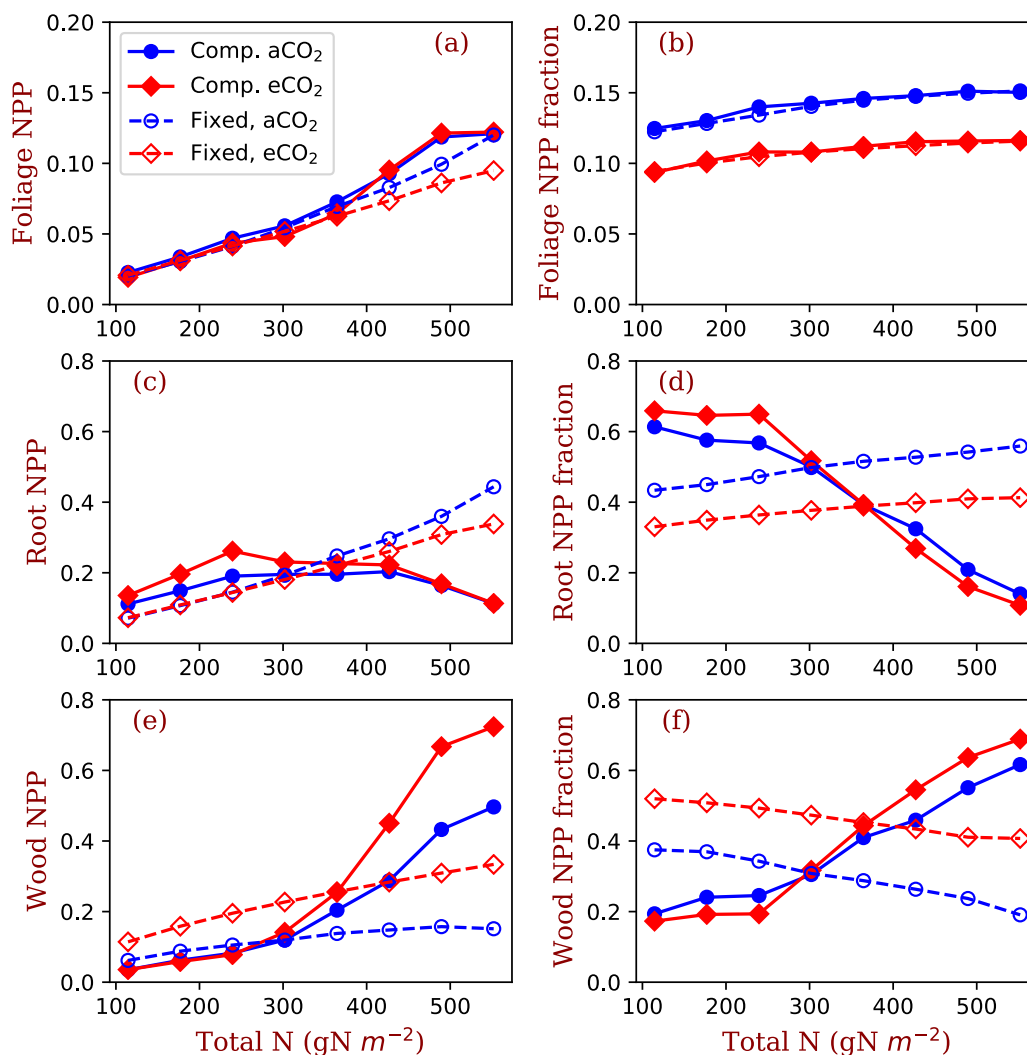 (a)
Comp. aCO₂
Comp. eCO₂
Fixed, aCO₂
Fixed, eCO₂
Foliage NPP
0.20
0.15
0.10
0.05
0.00
100 200 300 400 500
(b)
Foliage NPP fraction
0.20
0.15
0.10
0.05
0.00
100 200 300 400 500
(c)
Root NPP
0.8
0.6
0.4
0.2
0.0
100 200 300 400 500
(d)
Root NPP fraction
0.8
0.6
0.4
0.2
0.0
100 200 300 400 500
(e)
Wood NPP
0.8
0.6
0.4
0.2
0.0
100 200 300 400 500
Total N (gN m⁻²)
(f)
Wood NPP fraction
0.8
0.6
0.4
0.2
0.0
100 200 300 400 500
Total N (gN m⁻²)